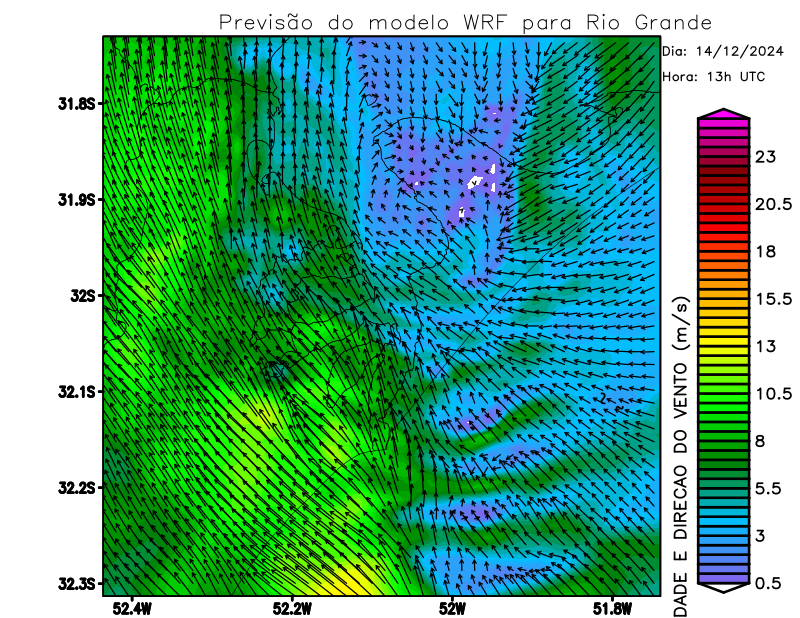 Previsão do modelo WRF para Rio Grande
Dia: 14/12/2024
Hora: 13h UTC
31.8S
31.9S
32S
32.1S
32.2S
32.3S
52.4W
52.2W
52W
51.8W
23
20.5
18
15.5
13
10.5
8
5.5
3
0.5
DADE E DIRECAO DO VENTO (m/s)